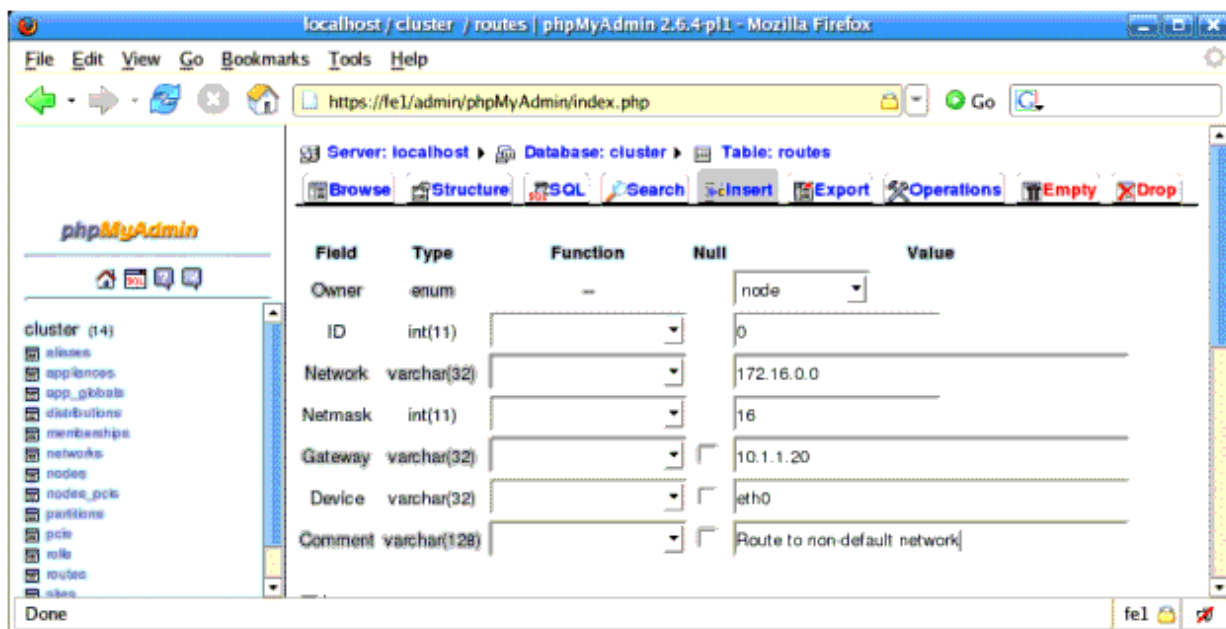 localhost / cluster / routes | phpMyAdmin 2.6.4-pl1 - Mozilla Firefox
File Edit View Go Bookmarks Tools Help
https://fe1/admin/phpMyAdmin/index.php Go G
Server: localhost Database: cluster Table: routes
Browse Structure SQL Search Insert Export Operations Empty Drop
phpMyAdmin
SQL
cluster (14)
aliases
appliances
app_globals
distributions
memberships
networks
nodes
nodes_pcis
partitions
pcis
rolls
routes
sites
Field Type Function Null Value
Owner enum -- node
ID int(11) 0
Network varchar(32) 172.16.0.0
Netmask int(11) 16
Gateway varchar(32) 10.1.1.20
Device varchar(32) eth0
Comment varchar(128) Route to non-default network
Done fe1